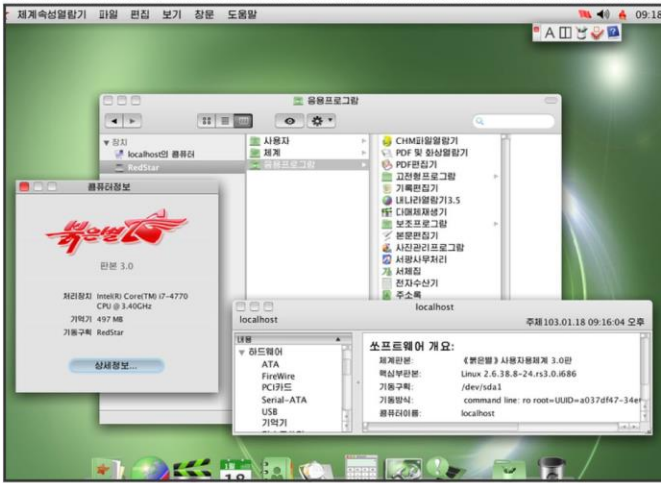 체계속성열람기 파일 편집 보기 창문 도움말
09:18
A
응용프로그람
장치
localhost의 콤퓨터
RedStar
사용자
체계
응용프로그람
CHM파일열람기
PDF 및 화상열람기
PDF편집기
고전형프로그람
기록편집기
내나라열람기3.5
다매체재생기
보조프로그람
본문편집기
사진관리프로그람
서광사무처리
서체집
전자수산기
주소록
콤퓨터정보
붉은별
판본 3.0
처리장치 Intel(R) Core(TM) i7-4770
CPU @ 3.40GHz
기억기 497 MB
기동구획 RedStar
상세정보...
localhost
localhost
주체103.01.18 09:16:04 오후
내용
하드웨어
ATA
FireWire
PCI카드
Serial-ATA
USB
기억기
쏘프트웨어 개요:
체계판본: 《붉은별》사용자용체계 3.0판
핵심부판본: Linux 2.6.38.8-24.rs3.0.i686
기동구획: /dev/sda1
기동방식: command line: ro root=UUID=a037df47-34e
콤퓨터이름: localhost
18